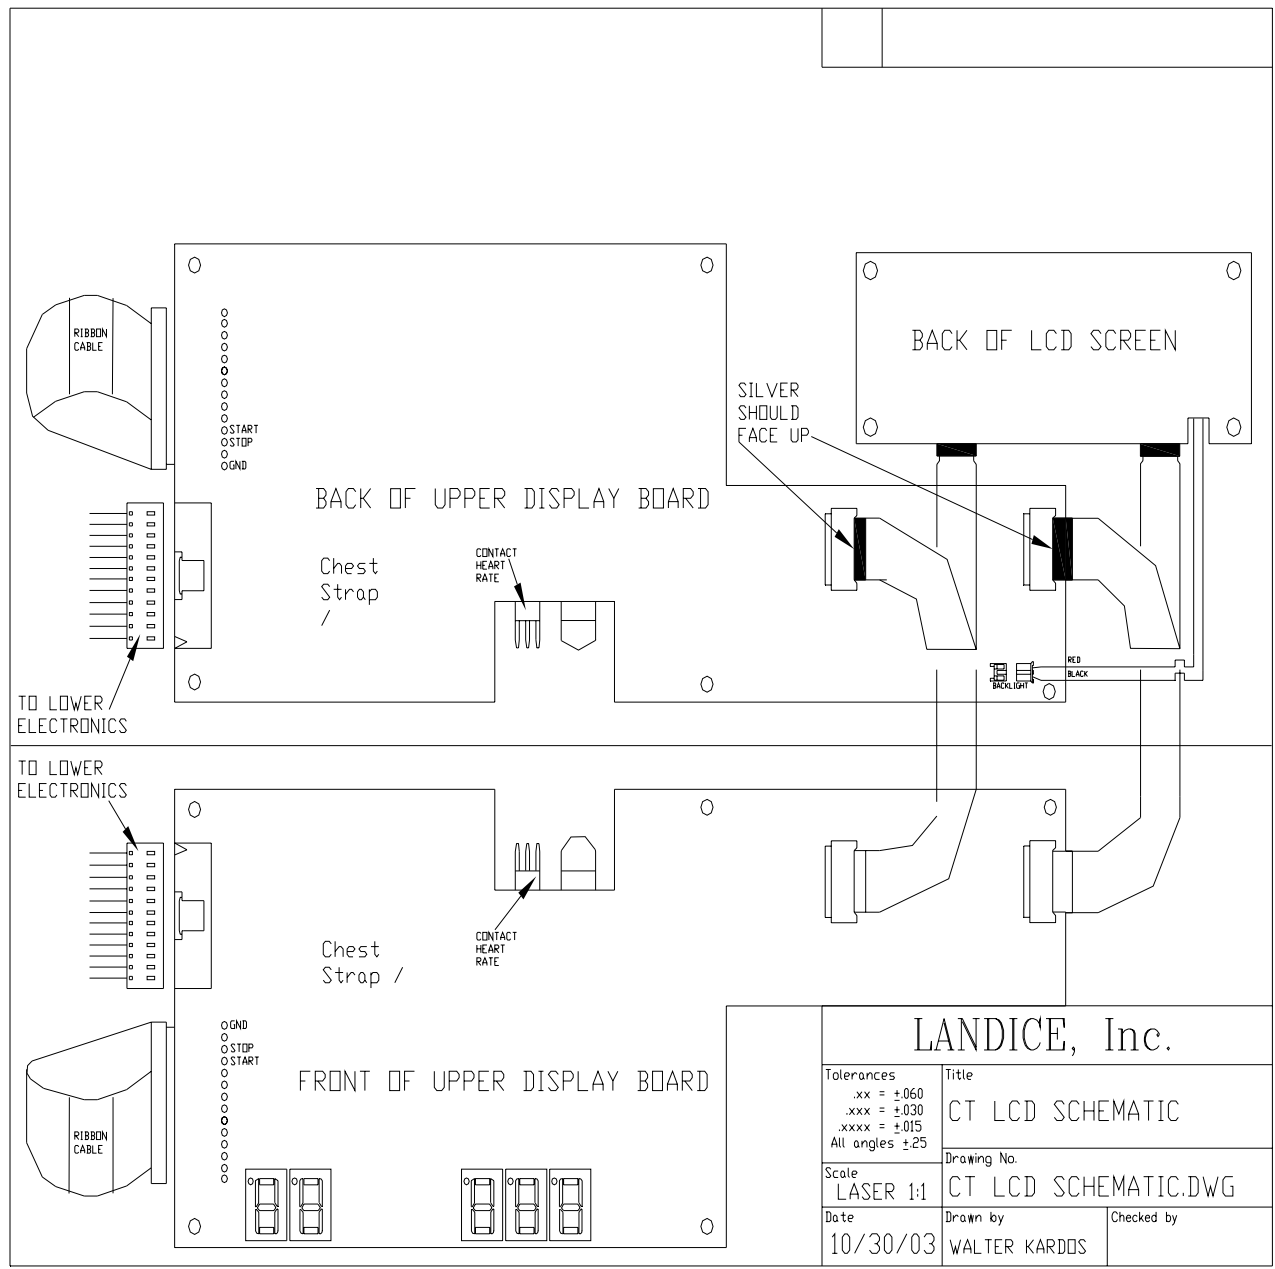 RIBBON
CABLE
START
STOP
GND
BACK OF UPPER DISPLAY BOARD
Chest
Strap
/
CONTACT
HEART
RATE
TO LOWER
ELECTRONICS
SILVER
SHOULD
FACE UP
BACK OF LCD SCREEN
RED
BLACK
BACKLIGHT
TO LOWER
ELECTRONICS
Chest
Strap /
CONTACT
HEART
RATE
GND
STOP
START
FRONT OF UPPER DISPLAY BOARD
RIBBON
CABLE
LANDICE, Inc.
Tolerances
.xx = ±.060
.xxx = ±.030
.xxxx = ±.015
All angles ±.25
Title
CT LCD SCHEMATIC
Scale
LASER 1:1
Drawing No.
CT LCD SCHEMATIC.DWG
Date
10/30/03
Drawn by
WALTER KARDOS
Checked by